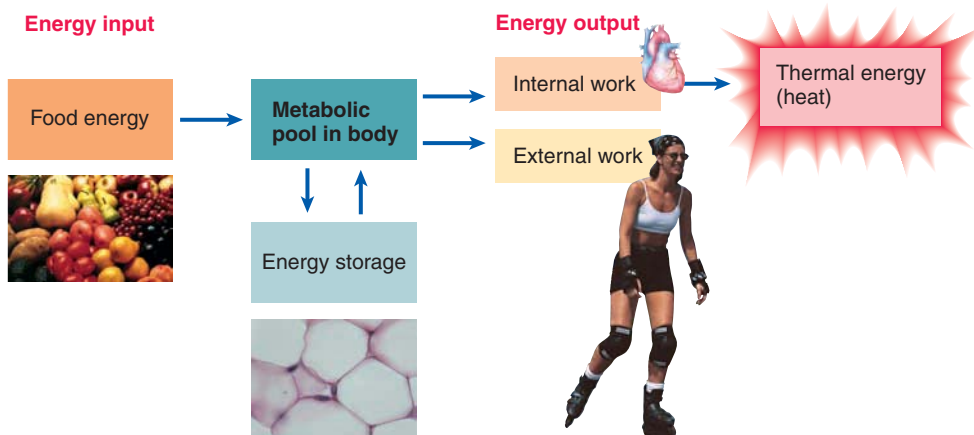 Energy input
Energy output
Food energy
Metabolic
pool in body
Internal work
Thermal energy
(heat)
External work
Energy storage